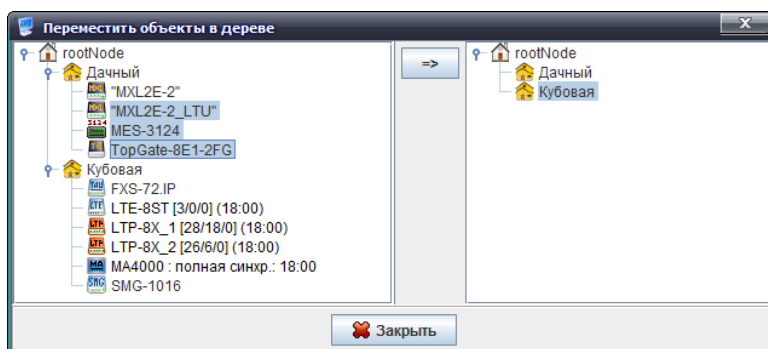 Переместить объекты в дереве
X
rootNode
Дачный
"MXL2E-2"
"MXL2E-2_LTU"
MES-3124
TopGate-8E1-2FG
Кубовая
FXS-72.IP
LTE-8ST [3/0/0] (18:00)
LTP-8X_1 [28/18/0] (18:00)
LTP-8X_2 [26/6/0] (18:00)
MA4000 : полная синхр.: 18:00
SMG-1016
=>
rootNode
Дачный
Кубовая
Закрыть